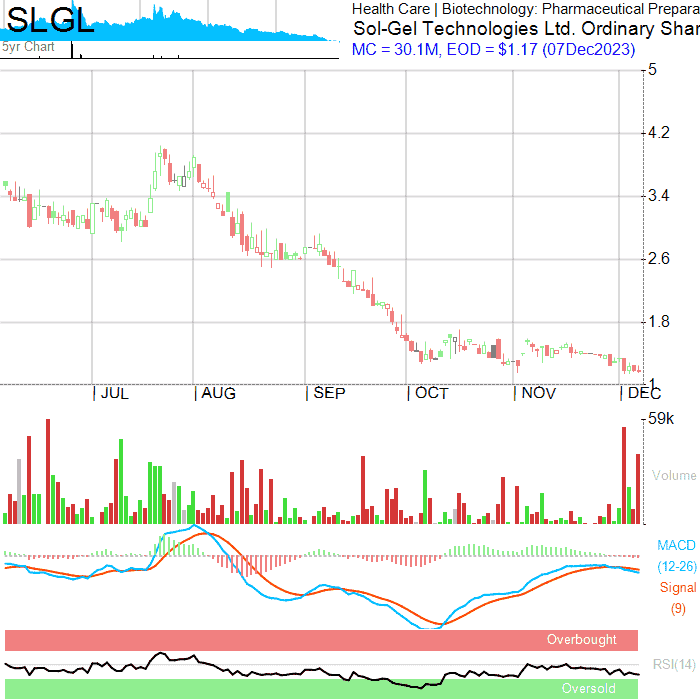 SLGL
5yr Chart
Health Care | Biotechnology: Pharmaceutical Prepara
Sol-Gel Technologies Ltd. Ordinary Shar
MC = 30.1M, EOD = $1.17 (07Dec2023)
5
4.2
3.4
2.6
1.8
1
| JUL | AUG | SEP | OCT | NOV | DEC
59k
Volume
MACD
(12-26)
Signal
(9)
Overbought
RSI(14)
Oversold